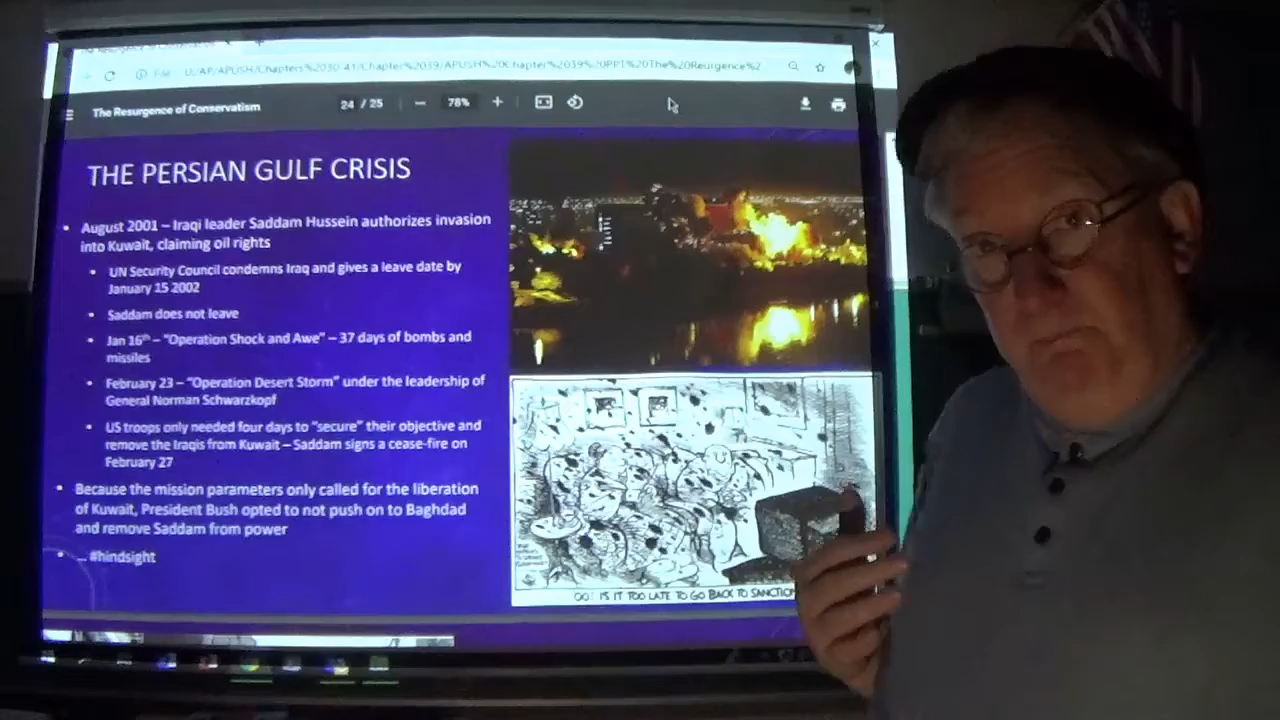 The Resurgence of Conservatism
24 / 25
78%
THE PERSIAN GULF CRISIS
August 2001 – Iraqi leader Saddam Hussein authorizes invasion
into Kuwait, claiming oil rights
UN Security Council condemns Iraq and gives a leave date by
January 15 2002
Saddam does not leave
Jan 16th – "Operation Shock and Awe" – 37 days of bombs and
missiles
February 23 – "Operation Desert Storm" under the leadership of
General Norman Schwarzkopf
US troops only needed four days to "secure" their objective and
remove the Iraqis from Kuwait – Saddam signs a cease-fire on
February 27
Because the mission parameters only called for the liberation
of Kuwait, President Bush opted to not push on to Baghdad
and remove Saddam from power
... #hindsight
IS IT TOO LATE TO GO BACK TO